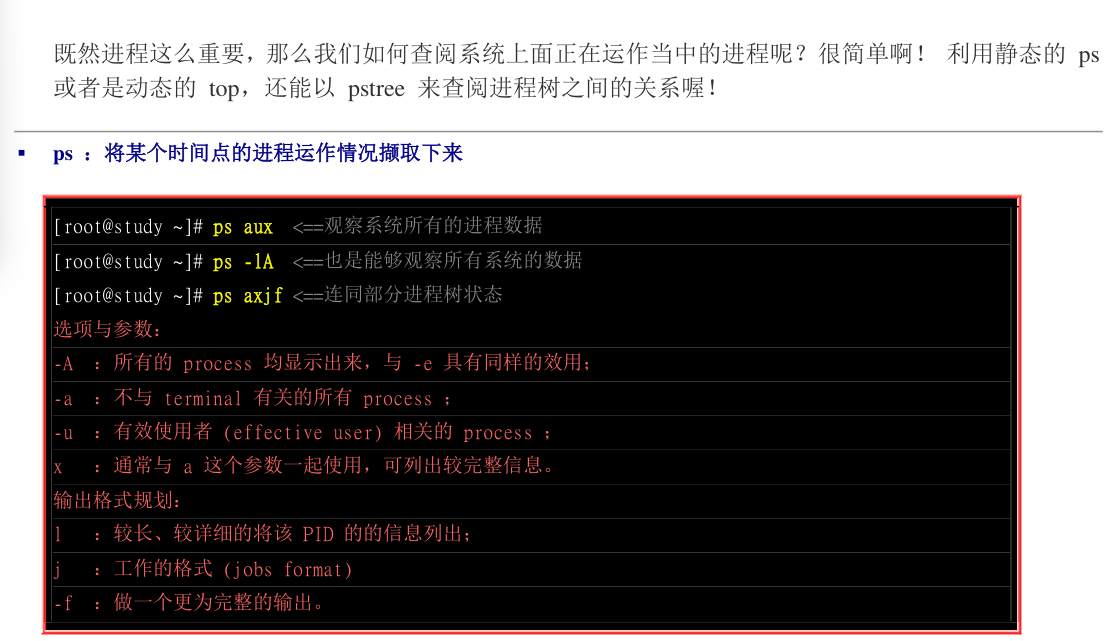 既然进程这么重要，那么我们如何查阅系统上面正在运作当中的进程呢？很简单啊！ 利用静态的 ps
或者是动态的 top，还能以 pstree 来查阅进程树之间的关系喔！
▪ ps ：将某个时间点的进程运作情况撷取下来
[root@study ~]# ps aux <==观察系统所有的进程数据
[root@study ~]# ps -lA <==也是能够观察所有系统的数据
[root@study ~]# ps axjf <==连同部分进程树状态
选项与参数：
-A ：所有的 process 均显示出来，与 -e 具有同样的效用；
-a ：不与 terminal 有关的所有 process ；
-u ：有效使用者 (effective user) 相关的 process ；
x ：通常与 a 这个参数一起使用，可列出较完整信息。
输出格式规划：
l ：较长、较详细的将该 PID 的的信息列出；
j ：工作的格式 (jobs format)
-f ：做一个更为完整的输出。